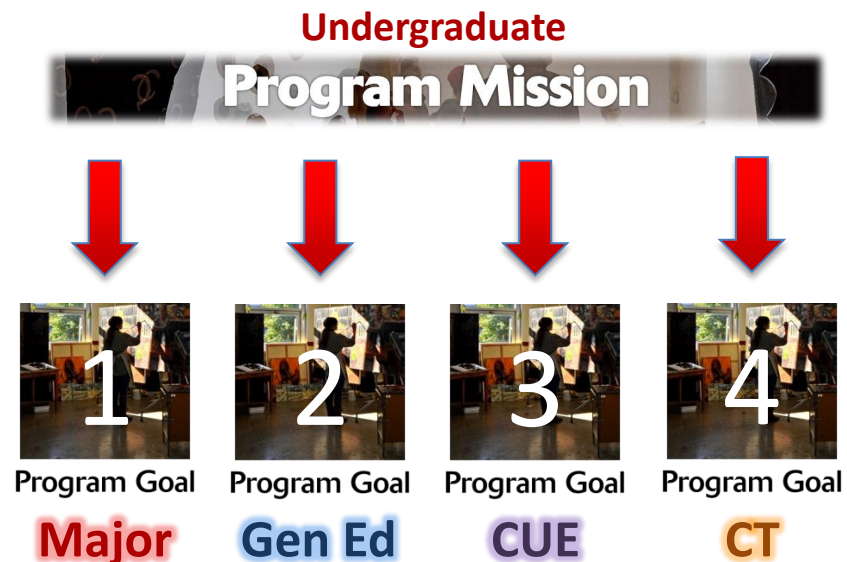 Undergraduate
Program Mission
1 2 3 4
Program Goal Program Goal Program Goal Program Goal
Major Gen Ed CUE CT